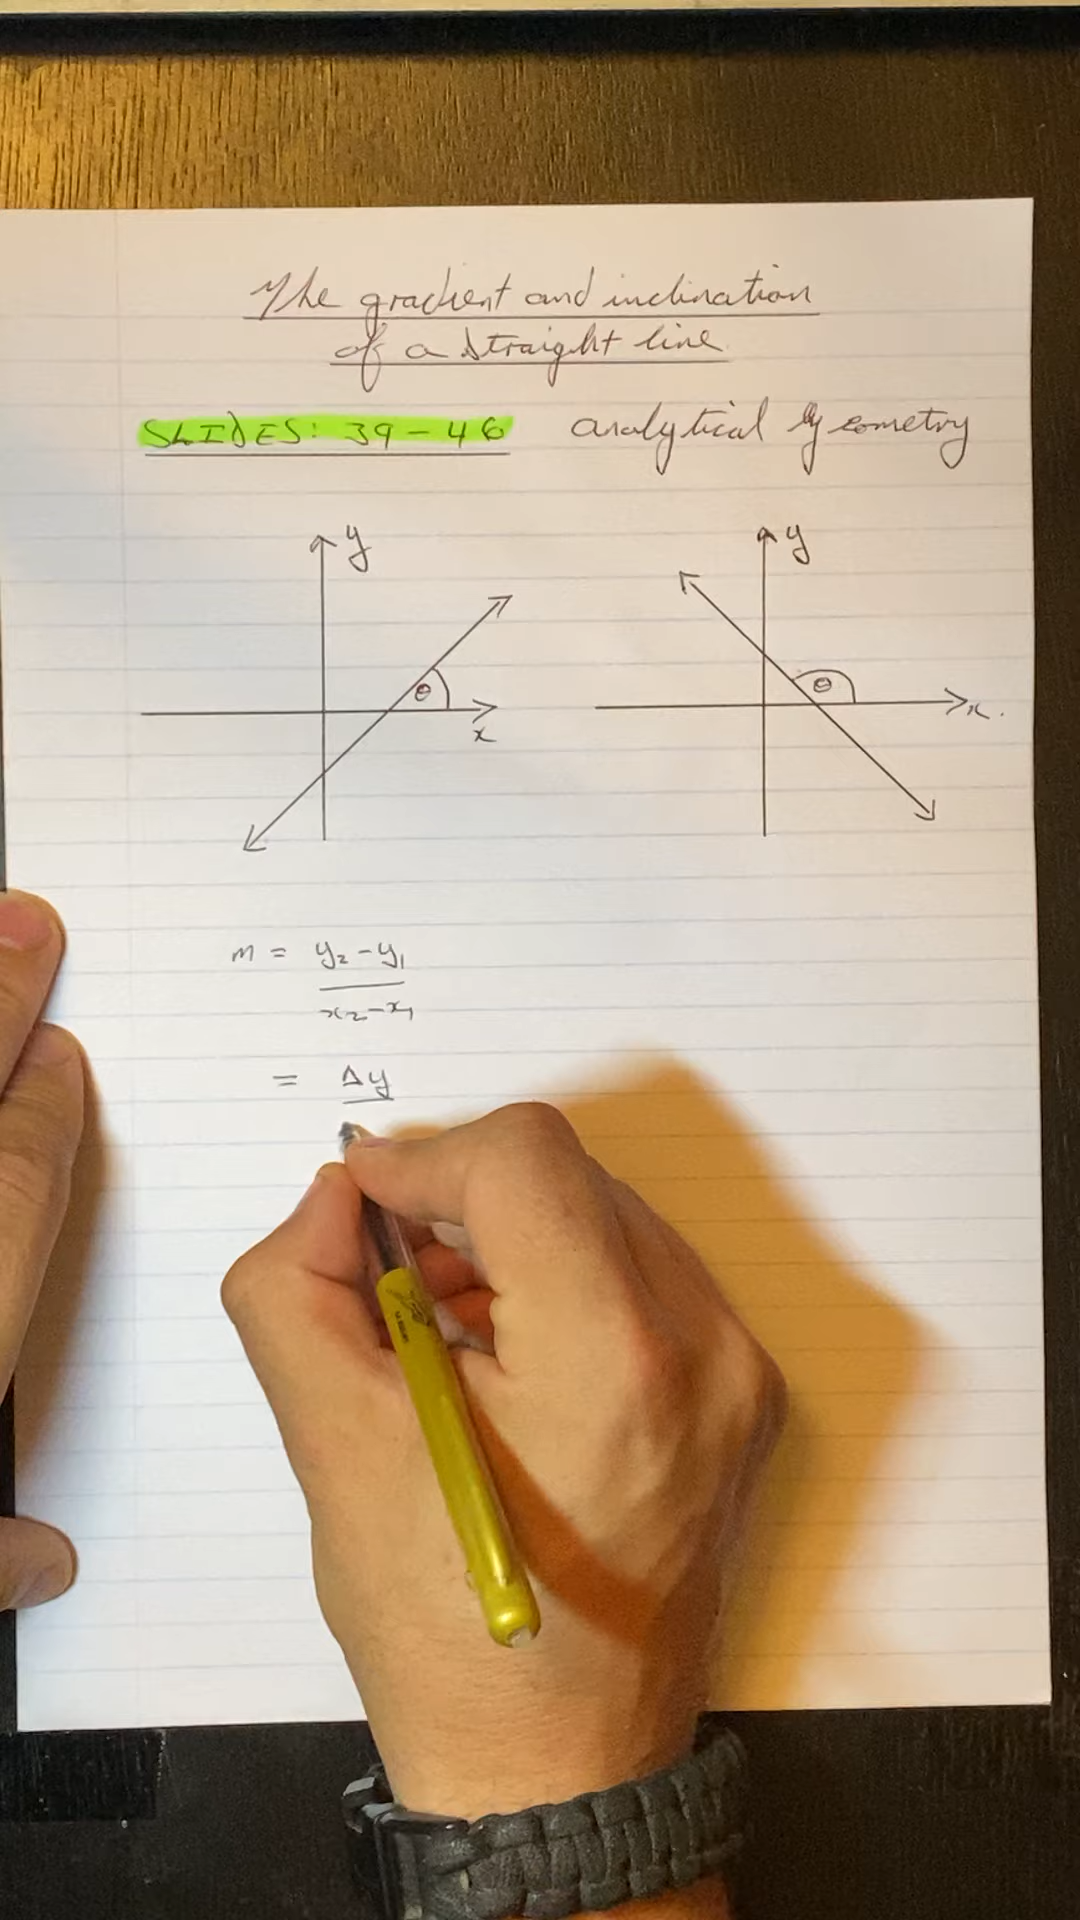 The gradient and inclination
of a straight line
SLIDES: 39 - 46 analytical geometry
y
θ
x
y
θ
x.
m = y₂ - y₁
x₂ - x₁
= Δy